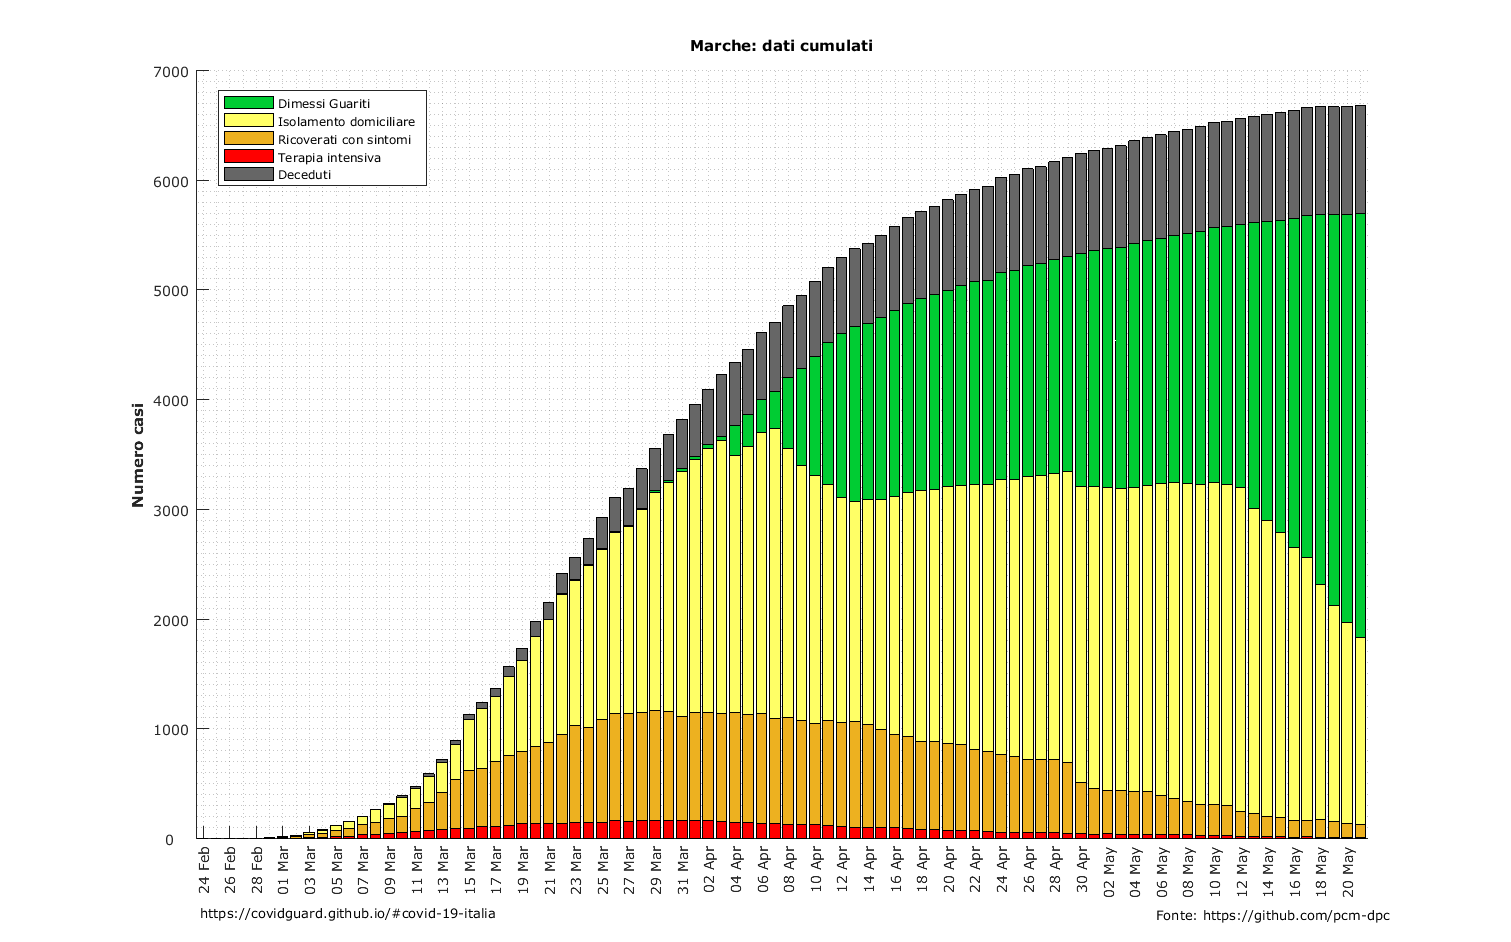 Marche: dati cumulati
7000
6000
5000
4000
3000
2000
1000
0
Numero casi
Dimessi Guariti
Isolamento domiciliare
Ricoverati con sintomi
Terapia intensiva
Deceduti
24 Feb
26 Feb
28 Feb
01 Mar
03 Mar
05 Mar
07 Mar
09 Mar
11 Mar
13 Mar
15 Mar
17 Mar
19 Mar
21 Mar
23 Mar
25 Mar
27 Mar
29 Mar
31 Mar
02 Apr
04 Apr
06 Apr
08 Apr
10 Apr
12 Apr
14 Apr
16 Apr
18 Apr
20 Apr
22 Apr
24 Apr
26 Apr
28 Apr
30 Apr
02 May
04 May
06 May
08 May
10 May
12 May
14 May
16 May
18 May
20 May
https://covidguard.github.io/#covid-19-italia
Fonte: https://github.com/pcm-dpc